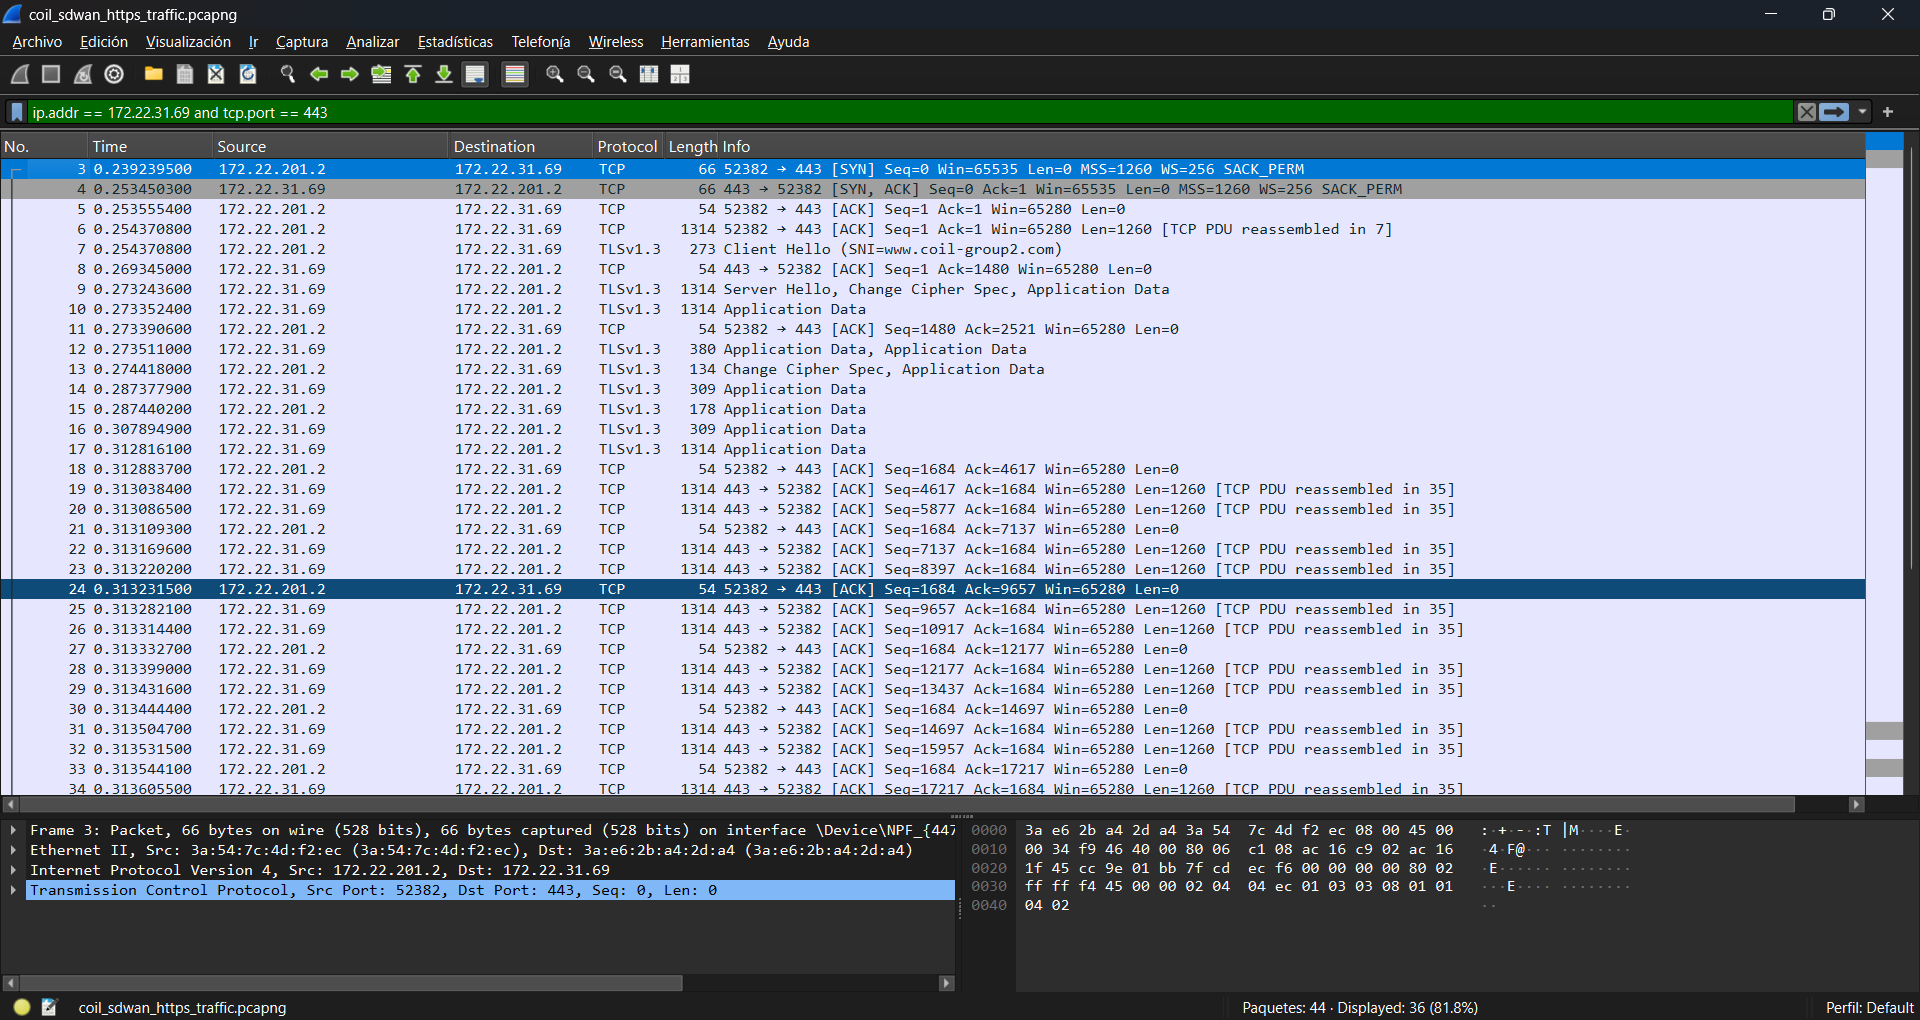 coil_sdwan_https_traffic.pcapng
Archivo Edición Visualización Ir Captura Analizar Estadísticas Telefonía Wireless Herramientas Ayuda
ip.addr == 172.22.31.69 and tcp.port == 443
No. Time Source Destination Protocol Length Info
3 0.239239500 172.22.201.2 172.22.31.69 TCP 66 52382 → 443 [SYN] Seq=0 Win=65535 Len=0 MSS=1260 WS=256 SACK_PERM
4 0.253450300 172.22.31.69 172.22.201.2 TCP 66 443 → 52382 [SYN, ACK] Seq=0 Ack=1 Win=65535 Len=0 MSS=1260 WS=256 SACK_PERM
5 0.253555400 172.22.201.2 172.22.31.69 TCP 54 52382 → 443 [ACK] Seq=1 Ack=1 Win=65280 Len=0
6 0.254370800 172.22.201.2 172.22.31.69 TCP 1314 52382 → 443 [ACK] Seq=1 Ack=1 Win=65280 Len=1260 [TCP PDU reassembled in 7]
7 0.254370800 172.22.201.2 172.22.31.69 TLSv1.3 273 Client Hello (SNI=www.coil-group2.com)
8 0.269345000 172.22.31.69 172.22.201.2 TCP 54 443 → 52382 [ACK] Seq=1 Ack=1480 Win=65280 Len=0
9 0.273243600 172.22.31.69 172.22.201.2 TLSv1.3 1314 Server Hello, Change Cipher Spec, Application Data
10 0.273352400 172.22.31.69 172.22.201.2 TLSv1.3 1314 Application Data
11 0.273390600 172.22.201.2 172.22.31.69 TCP 54 52382 → 443 [ACK] Seq=1480 Ack=2521 Win=65280 Len=0
12 0.273511000 172.22.31.69 172.22.201.2 TLSv1.3 380 Application Data, Application Data
13 0.274418000 172.22.201.2 172.22.31.69 TLSv1.3 134 Change Cipher Spec, Application Data
14 0.287377900 172.22.31.69 172.22.201.2 TLSv1.3 309 Application Data
15 0.287440200 172.22.201.2 172.22.31.69 TLSv1.3 178 Application Data
16 0.307894900 172.22.31.69 172.22.201.2 TLSv1.3 309 Application Data
17 0.312816100 172.22.31.69 172.22.201.2 TLSv1.3 1314 Application Data
18 0.312883700 172.22.201.2 172.22.31.69 TCP 54 52382 → 443 [ACK] Seq=1684 Ack=4617 Win=65280 Len=0
19 0.313038400 172.22.31.69 172.22.201.2 TCP 1314 443 → 52382 [ACK] Seq=4617 Ack=1684 Win=65280 Len=1260 [TCP PDU reassembled in 35]
20 0.313086500 172.22.31.69 172.22.201.2 TCP 1314 443 → 52382 [ACK] Seq=5877 Ack=1684 Win=65280 Len=1260 [TCP PDU reassembled in 35]
21 0.313109300 172.22.201.2 172.22.31.69 TCP 54 52382 → 443 [ACK] Seq=1684 Ack=7137 Win=65280 Len=0
22 0.313169600 172.22.31.69 172.22.201.2 TCP 1314 443 → 52382 [ACK] Seq=7137 Ack=1684 Win=65280 Len=1260 [TCP PDU reassembled in 35]
23 0.313220200 172.22.31.69 172.22.201.2 TCP 1314 443 → 52382 [ACK] Seq=8397 Ack=1684 Win=65280 Len=1260 [TCP PDU reassembled in 35]
24 0.313231500 172.22.201.2 172.22.31.69 TCP 54 52382 → 443 [ACK] Seq=1684 Ack=9657 Win=65280 Len=0
25 0.313282100 172.22.31.69 172.22.201.2 TCP 1314 443 → 52382 [ACK] Seq=9657 Ack=1684 Win=65280 Len=1260 [TCP PDU reassembled in 35]
26 0.313314400 172.22.31.69 172.22.201.2 TCP 1314 443 → 52382 [ACK] Seq=10917 Ack=1684 Win=65280 Len=1260 [TCP PDU reassembled in 35]
27 0.313332700 172.22.201.2 172.22.31.69 TCP 54 52382 → 443 [ACK] Seq=1684 Ack=12177 Win=65280 Len=0
28 0.313399000 172.22.31.69 172.22.201.2 TCP 1314 443 → 52382 [ACK] Seq=12177 Ack=1684 Win=65280 Len=1260 [TCP PDU reassembled in 35]
29 0.313431600 172.22.31.69 172.22.201.2 TCP 1314 443 → 52382 [ACK] Seq=13437 Ack=1684 Win=65280 Len=1260 [TCP PDU reassembled in 35]
30 0.313444400 172.22.201.2 172.22.31.69 TCP 54 52382 → 443 [ACK] Seq=1684 Ack=14697 Win=65280 Len=0
31 0.313504700 172.22.31.69 172.22.201.2 TCP 1314 443 → 52382 [ACK] Seq=14697 Ack=1684 Win=65280 Len=1260 [TCP PDU reassembled in 35]
32 0.313531500 172.22.31.69 172.22.201.2 TCP 1314 443 → 52382 [ACK] Seq=15957 Ack=1684 Win=65280 Len=1260 [TCP PDU reassembled in 35]
33 0.313544100 172.22.201.2 172.22.31.69 TCP 54 52382 → 443 [ACK] Seq=1684 Ack=17217 Win=65280 Len=0
34 0.313605500 172.22.31.69 172.22.201.2 TCP 1314 443 → 52382 [ACK] Seq=17217 Ack=1684 Win=65280 Len=1260 [TCP PDU reassembled in 35]
Frame 3: Packet, 66 bytes on wire (528 bits), 66 bytes captured (528 bits) on interface \Device\NPF_{447
Ethernet II, Src: 3a:54:7c:4d:f2:ec (3a:54:7c:4d:f2:ec), Dst: 3a:e6:2b:a4:2d:a4 (3a:e6:2b:a4:2d:a4)
Internet Protocol Version 4, Src: 172.22.201.2, Dst: 172.22.31.69
Transmission Control Protocol, Src Port: 52382, Dst Port: 443, Seq: 0, Len: 0
0000 3a e6 2b a4 2d a4 3a 54 7c 4d f2 ec 08 00 45 00 :·+·-·:T |M····E·
0010 00 34 f9 46 40 00 80 06 c1 08 ac 16 c9 02 ac 16 ·4·F@··· ········
0020 1f 45 cc 9e 01 bb 7f cd ec f6 00 00 00 00 80 02 ·E······ ········
0030 ff ff f4 45 00 00 02 04 04 ec 01 03 03 08 01 01 ···E···· ········
0040 04 02 ··
coil_sdwan_https_traffic.pcapng
Paquetes: 44 · Displayed: 36 (81.8%)
Perfil: Default